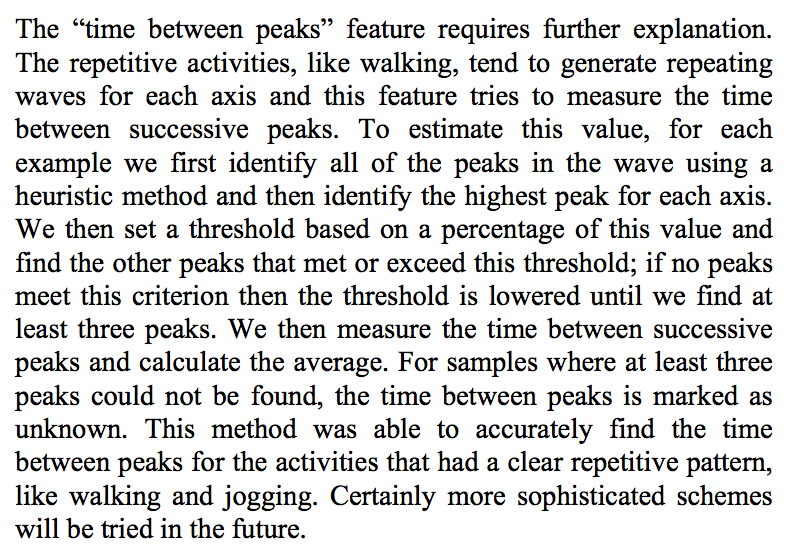 The “time between peaks” feature requires further explanation.
The repetitive activities, like walking, tend to generate repeating
waves for each axis and this feature tries to measure the time
between successive peaks. To estimate this value, for each
example we first identify all of the peaks in the wave using a
heuristic method and then identify the highest peak for each axis.
We then set a threshold based on a percentage of this value and
find the other peaks that met or exceed this threshold; if no peaks
meet this criterion then the threshold is lowered until we find at
least three peaks. We then measure the time between successive
peaks and calculate the average. For samples where at least three
peaks could not be found, the time between peaks is marked as
unknown. This method was able to accurately find the time
between peaks for the activities that had a clear repetitive pattern,
like walking and jogging. Certainly more sophisticated schemes
will be tried in the future.